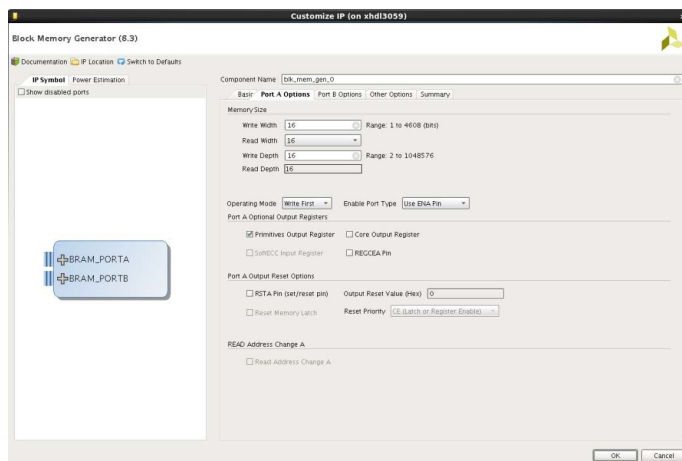 Customize IP (on xhdl3059)
Block Memory Generator (8.3)
Documentation IP Location Switch to Defaults
IP Symbol Power Estimation
Show disabled ports
BRAM_PORTA
BRAM_PORTB
Component Name blk_mem_gen_0
Basic Port A Options Port B Options Other Options Summary
Memory Size
Write Width 16 Range: 1 to 4608 (bits)
Read Width 16
Write Depth 16 Range: 2 to 1048576
Read Depth 16
Operating Mode Write First Enable Port Type Use ENA Pin
Port A Optional Output Registers
Primitives Output Register Core Output Register
SoftECC Input Register REGCEA Pin
Port A Output Reset Options
RSTA Pin (set/reset pin) Output Reset Value (Hex) 0
Reset Memory Latch Reset Priority CE (Latch or Register Enable)
READ Address Change A
Read Address Change A
OK Cancel